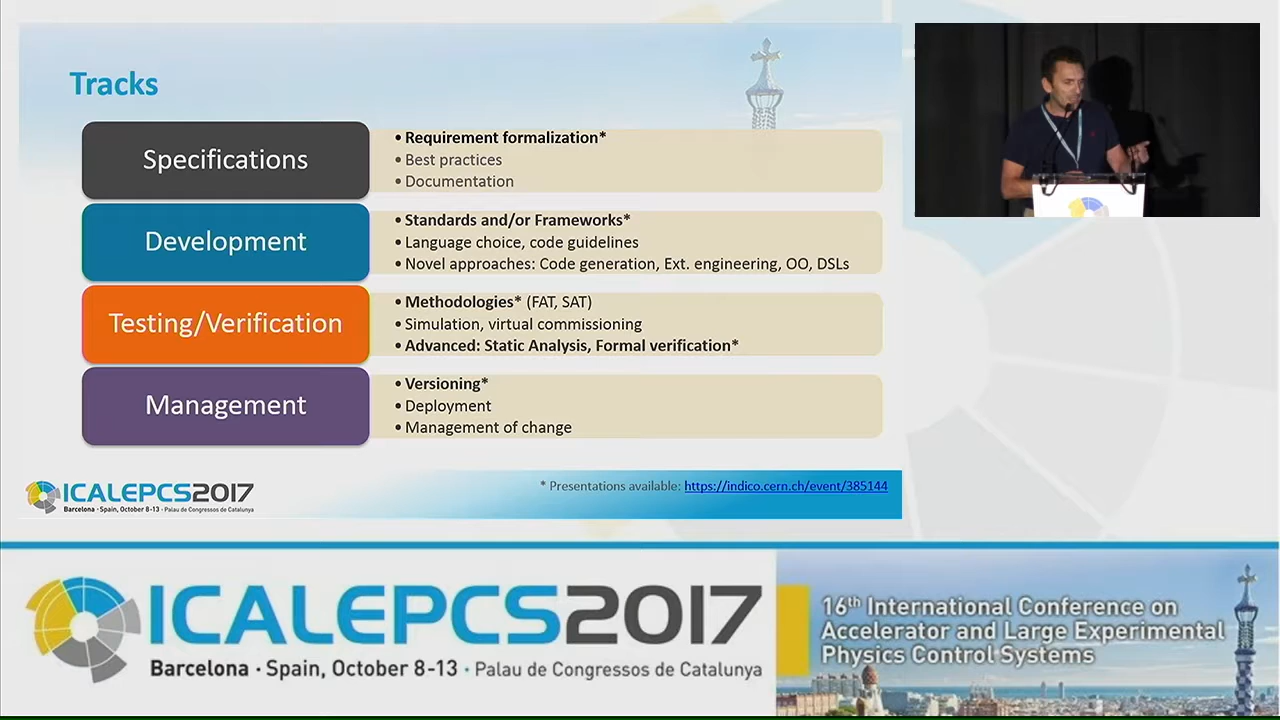 Tracks
Specifications
• Requirement formalization*
• Best practices
• Documentation
Development
• Standards and/or Frameworks*
• Language choice, code guidelines
• Novel approaches: Code generation, Ext. engineering, OO, DSLs
Testing/Verification
• Methodologies* (FAT, SAT)
• Simulation, virtual commissioning
• Advanced: Static Analysis, Formal verification*
Management
• Versioning*
• Deployment
• Management of change
* Presentations available: https://indico.cern.ch/event/385144
ICALEPCS2017
Barcelona · Spain, October 8-13 · Palau de Congressos de Catalunya
ICALEPCS2017
Barcelona · Spain, October 8-13 · Palau de Congressos de Catalunya
16th International Conference on
Accelerator and Large Experimental
Physics Control Systems